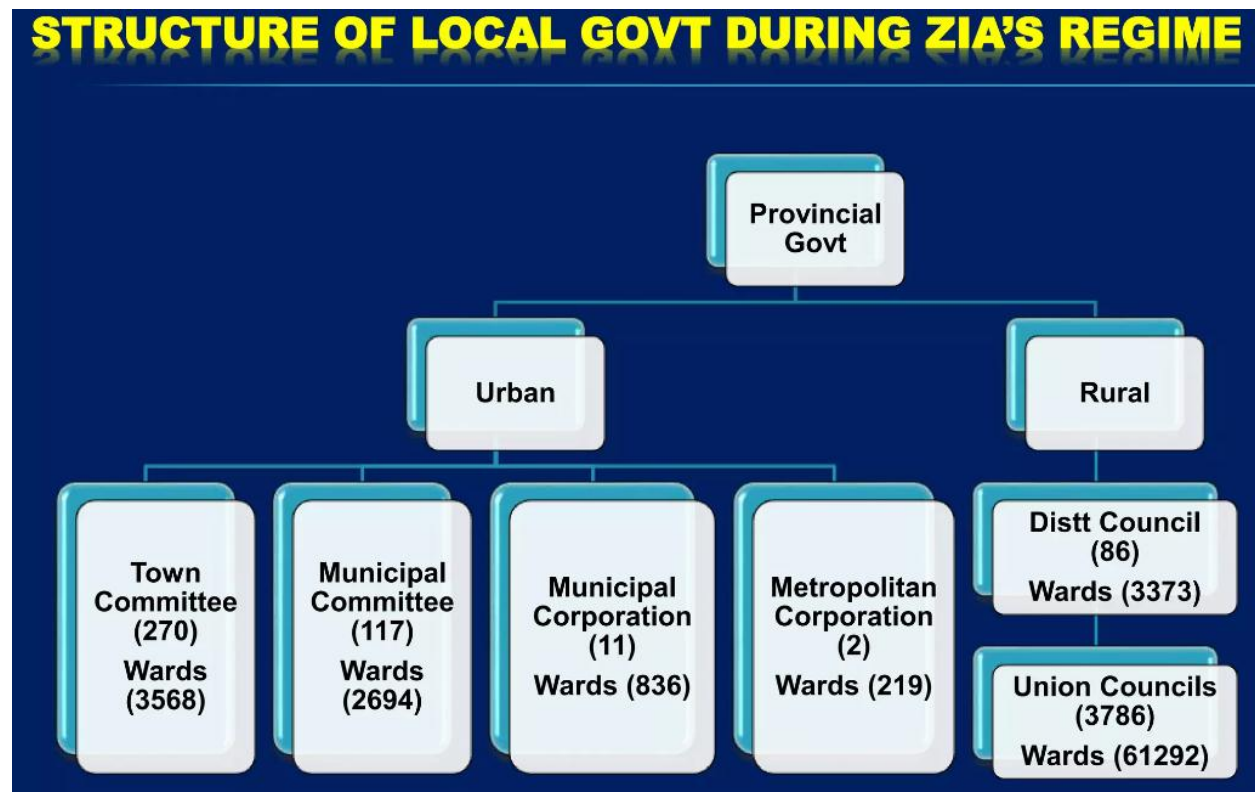 STRUCTURE OF LOCAL GOVT DURING ZIA'S REGIME
Provincial
Govt
Urban
Rural
Town
Committee
(270)
Wards
(3568)
Municipal
Committee
(117)
Wards
(2694)
Municipal
Corporation
(11)
Wards (836)
Metropolitan
Corporation
(2)
Wards (219)
Distt Council
(86)
Wards (3373)
Union Councils
(3786)
Wards (61292)